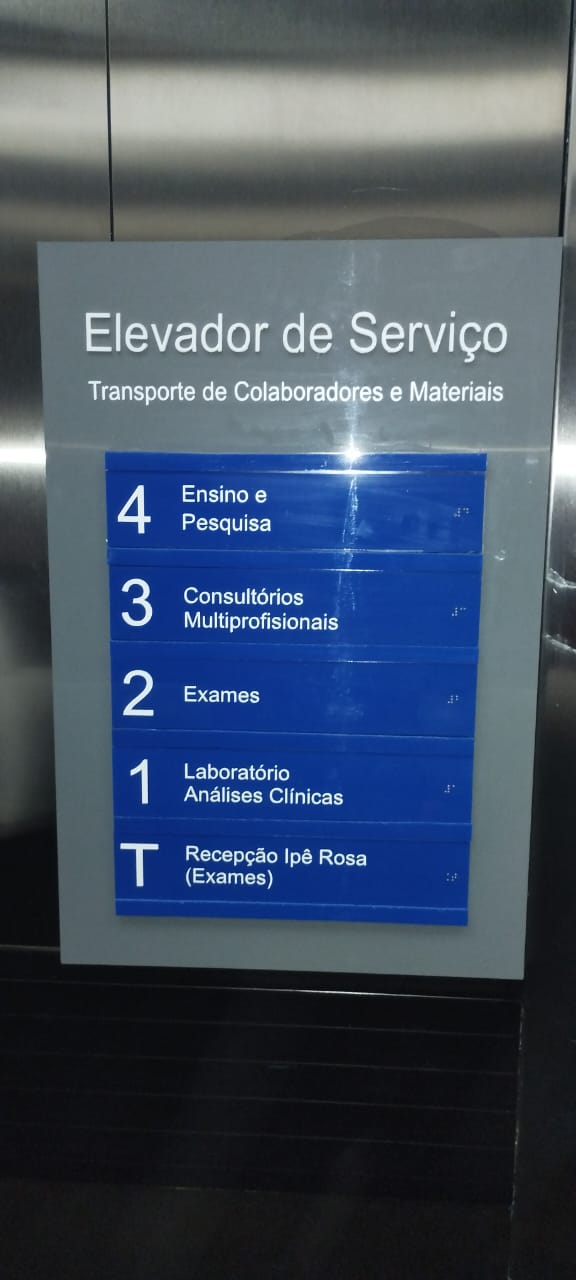 Elevador de Serviço
Transporte de Colaboradores e Materiais
4 Ensino e
Pesquisa
3 Consultórios
Multiprofisionais
2 Exames
1 Laboratório
Análises Clínicas
T Recepção Ipê Rosa
(Exames)